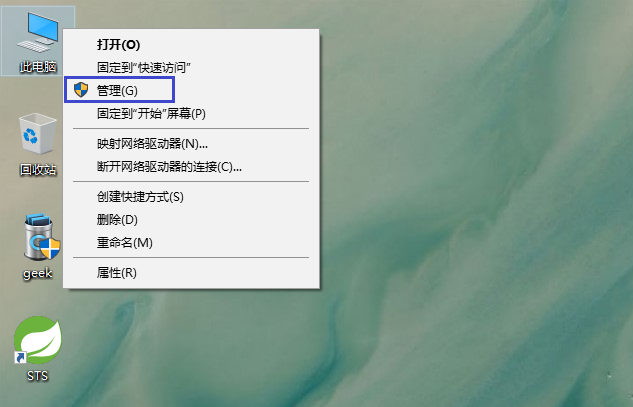 此电脑
回收站
geek
STS
打开(O)
固定到“快速访问”
管理(G)
固定到“开始”屏幕(P)
映射网络驱动器(N)...
断开网络驱动器的连接(C)...
创建快捷方式(S)
删除(D)
重命名(M)
属性(R)